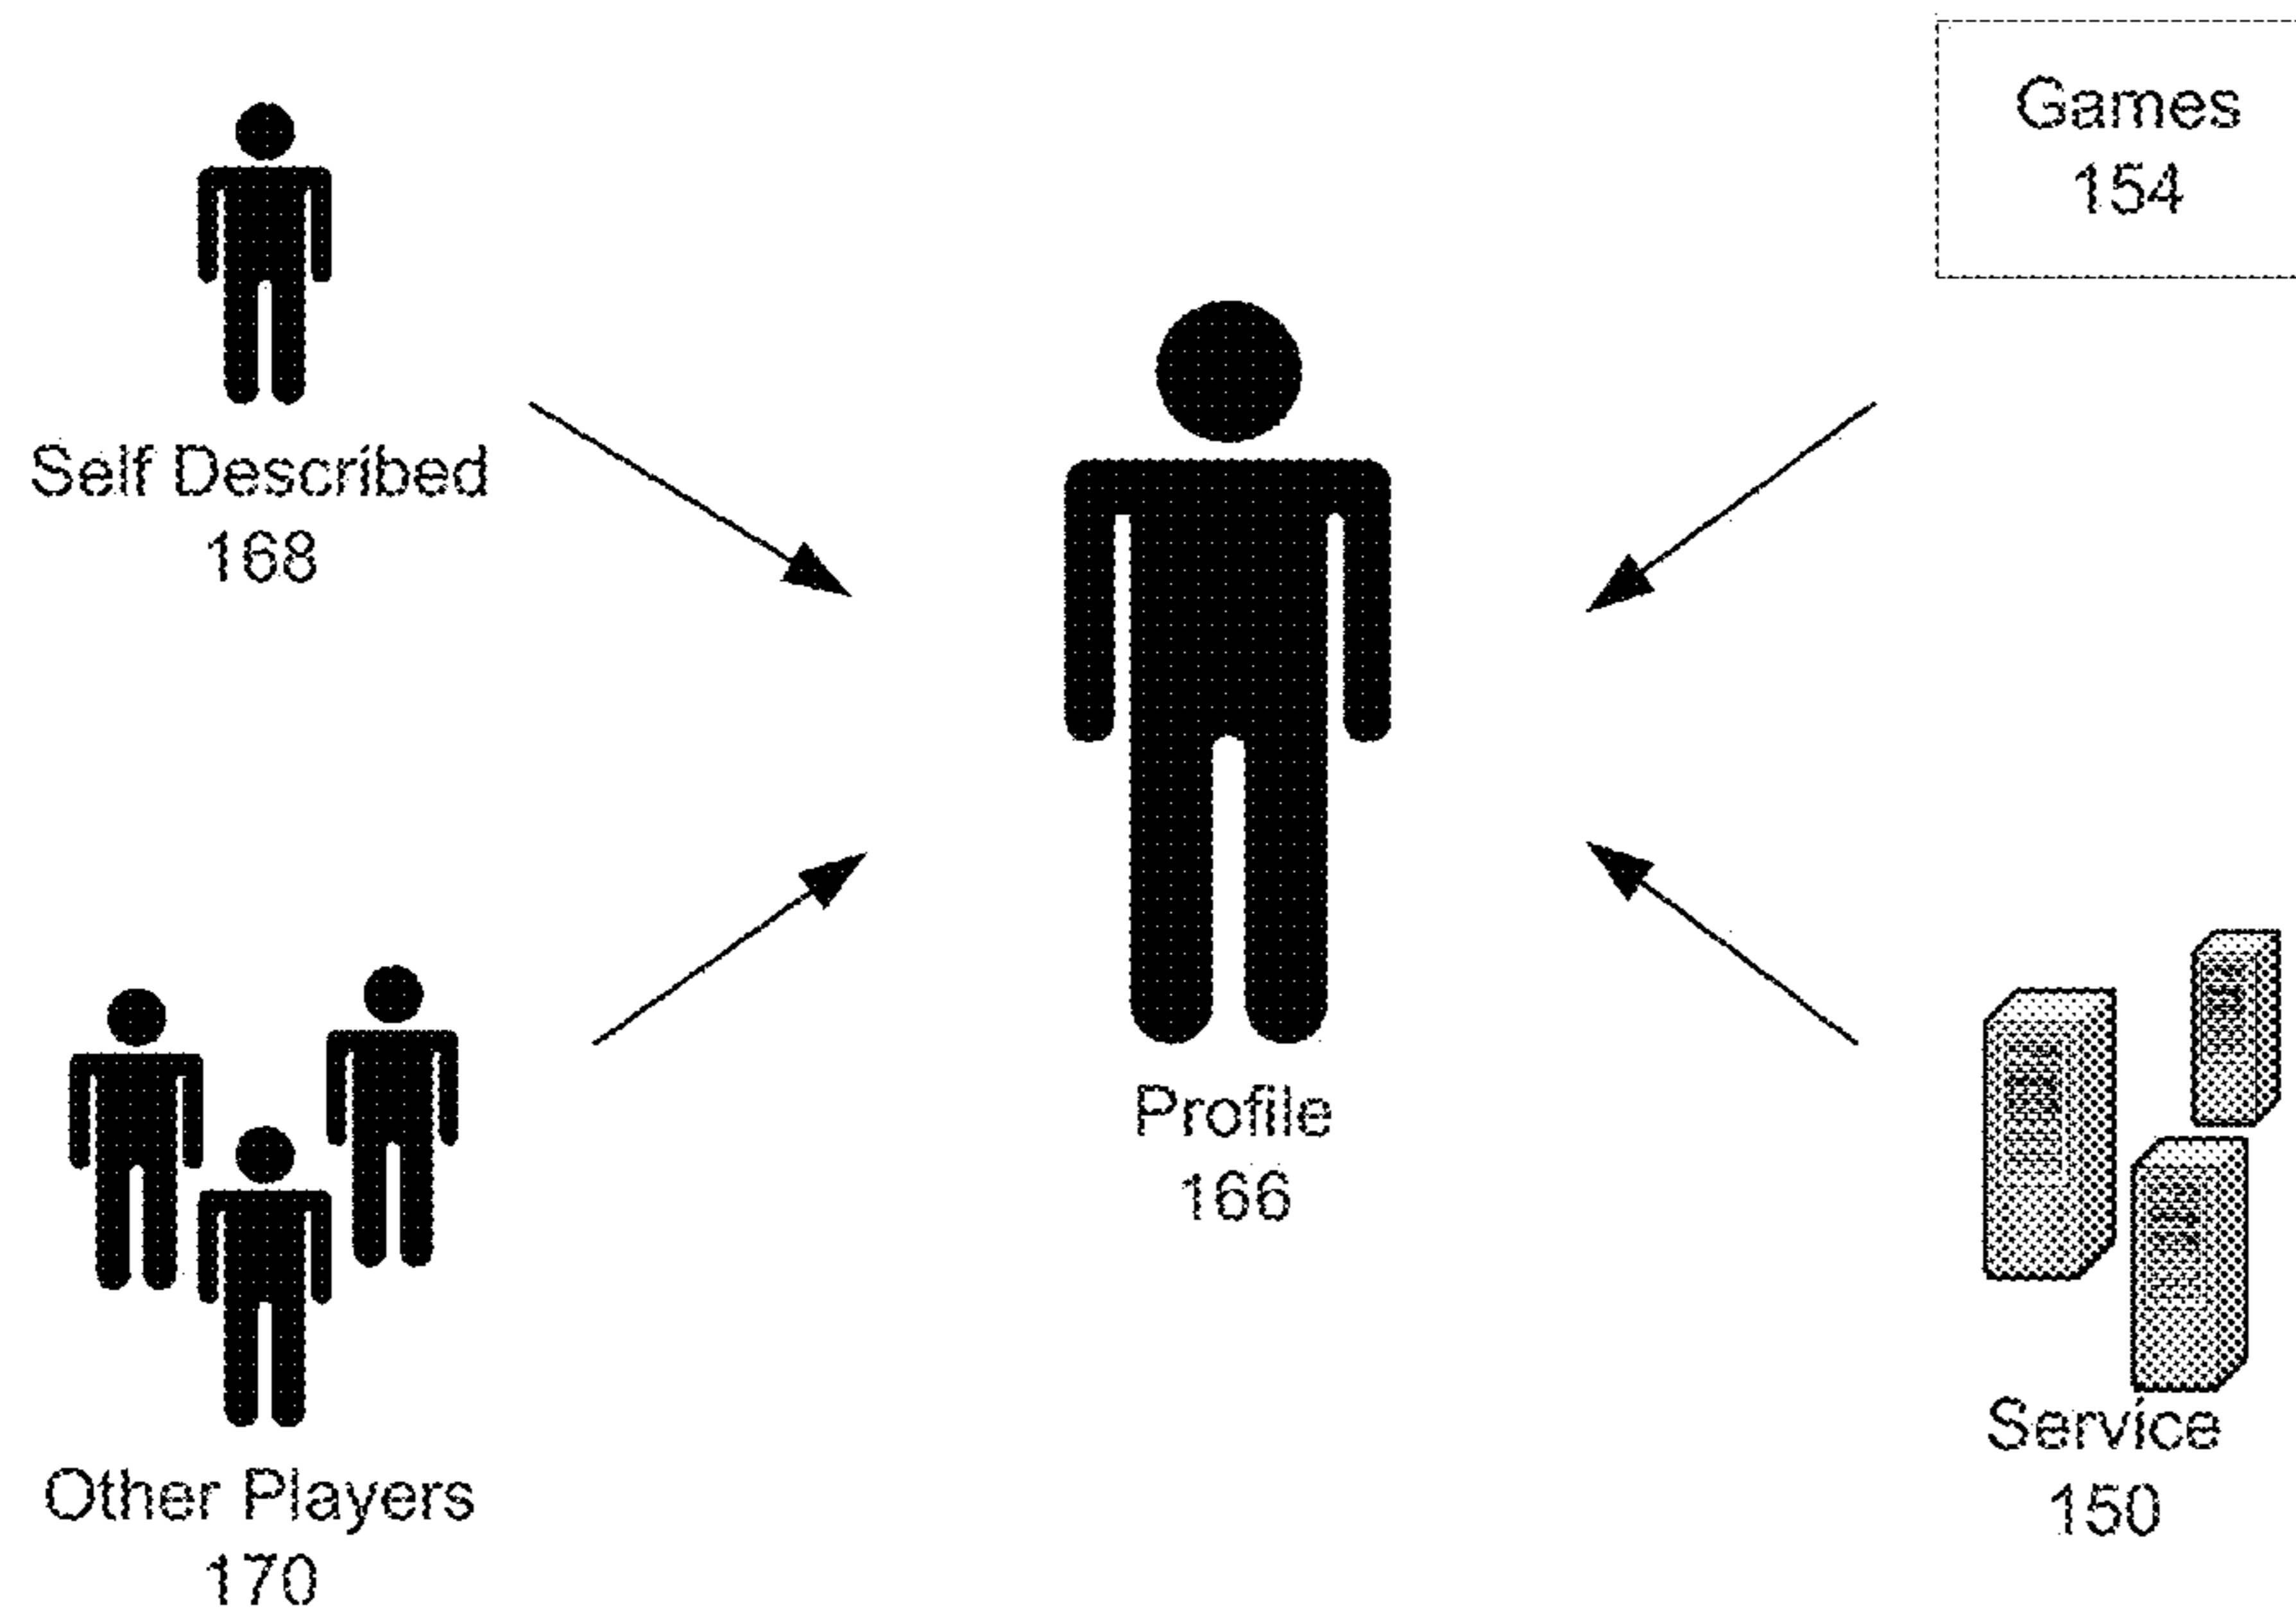 Games
154
Self Described
168
Profile
166
Other Players
170
Service
150